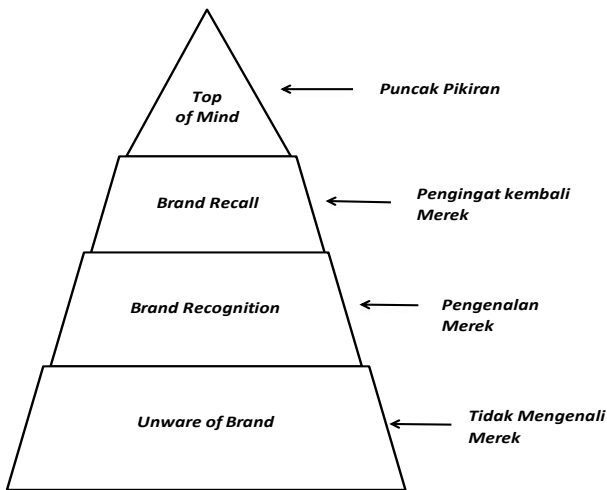 Top
of Mind
Puncak Pikiran
Brand Recall
Pengingat kembali
Merek
Brand Recognition
Pengenalan
Merek
Unware of Brand
Tidak Mengenali
Merek